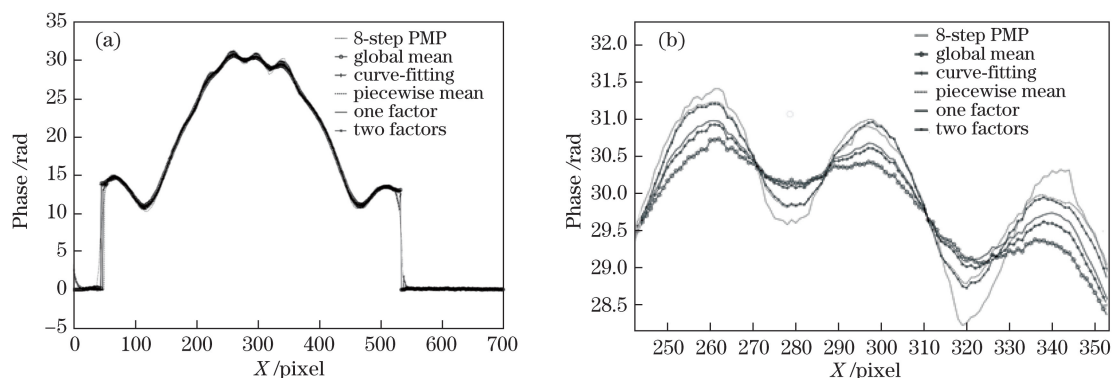 35
30
25
20
15
10
5
0
−5
Phase /rad
(a)
8-step PMP
global mean
curve-fitting
piecewise mean
one factor
two factors
0 100 200 300 400 500 600 700
X /pixel
32.0
31.5
31.0
30.5
30.0
29.5
29.0
28.5
Phase /rad
(b)
8-step PMP
global mean
curve-fitting
piecewise mean
one factor
two factors
250 260 270 280 290 300 310 320 330 340 350
X /pixel